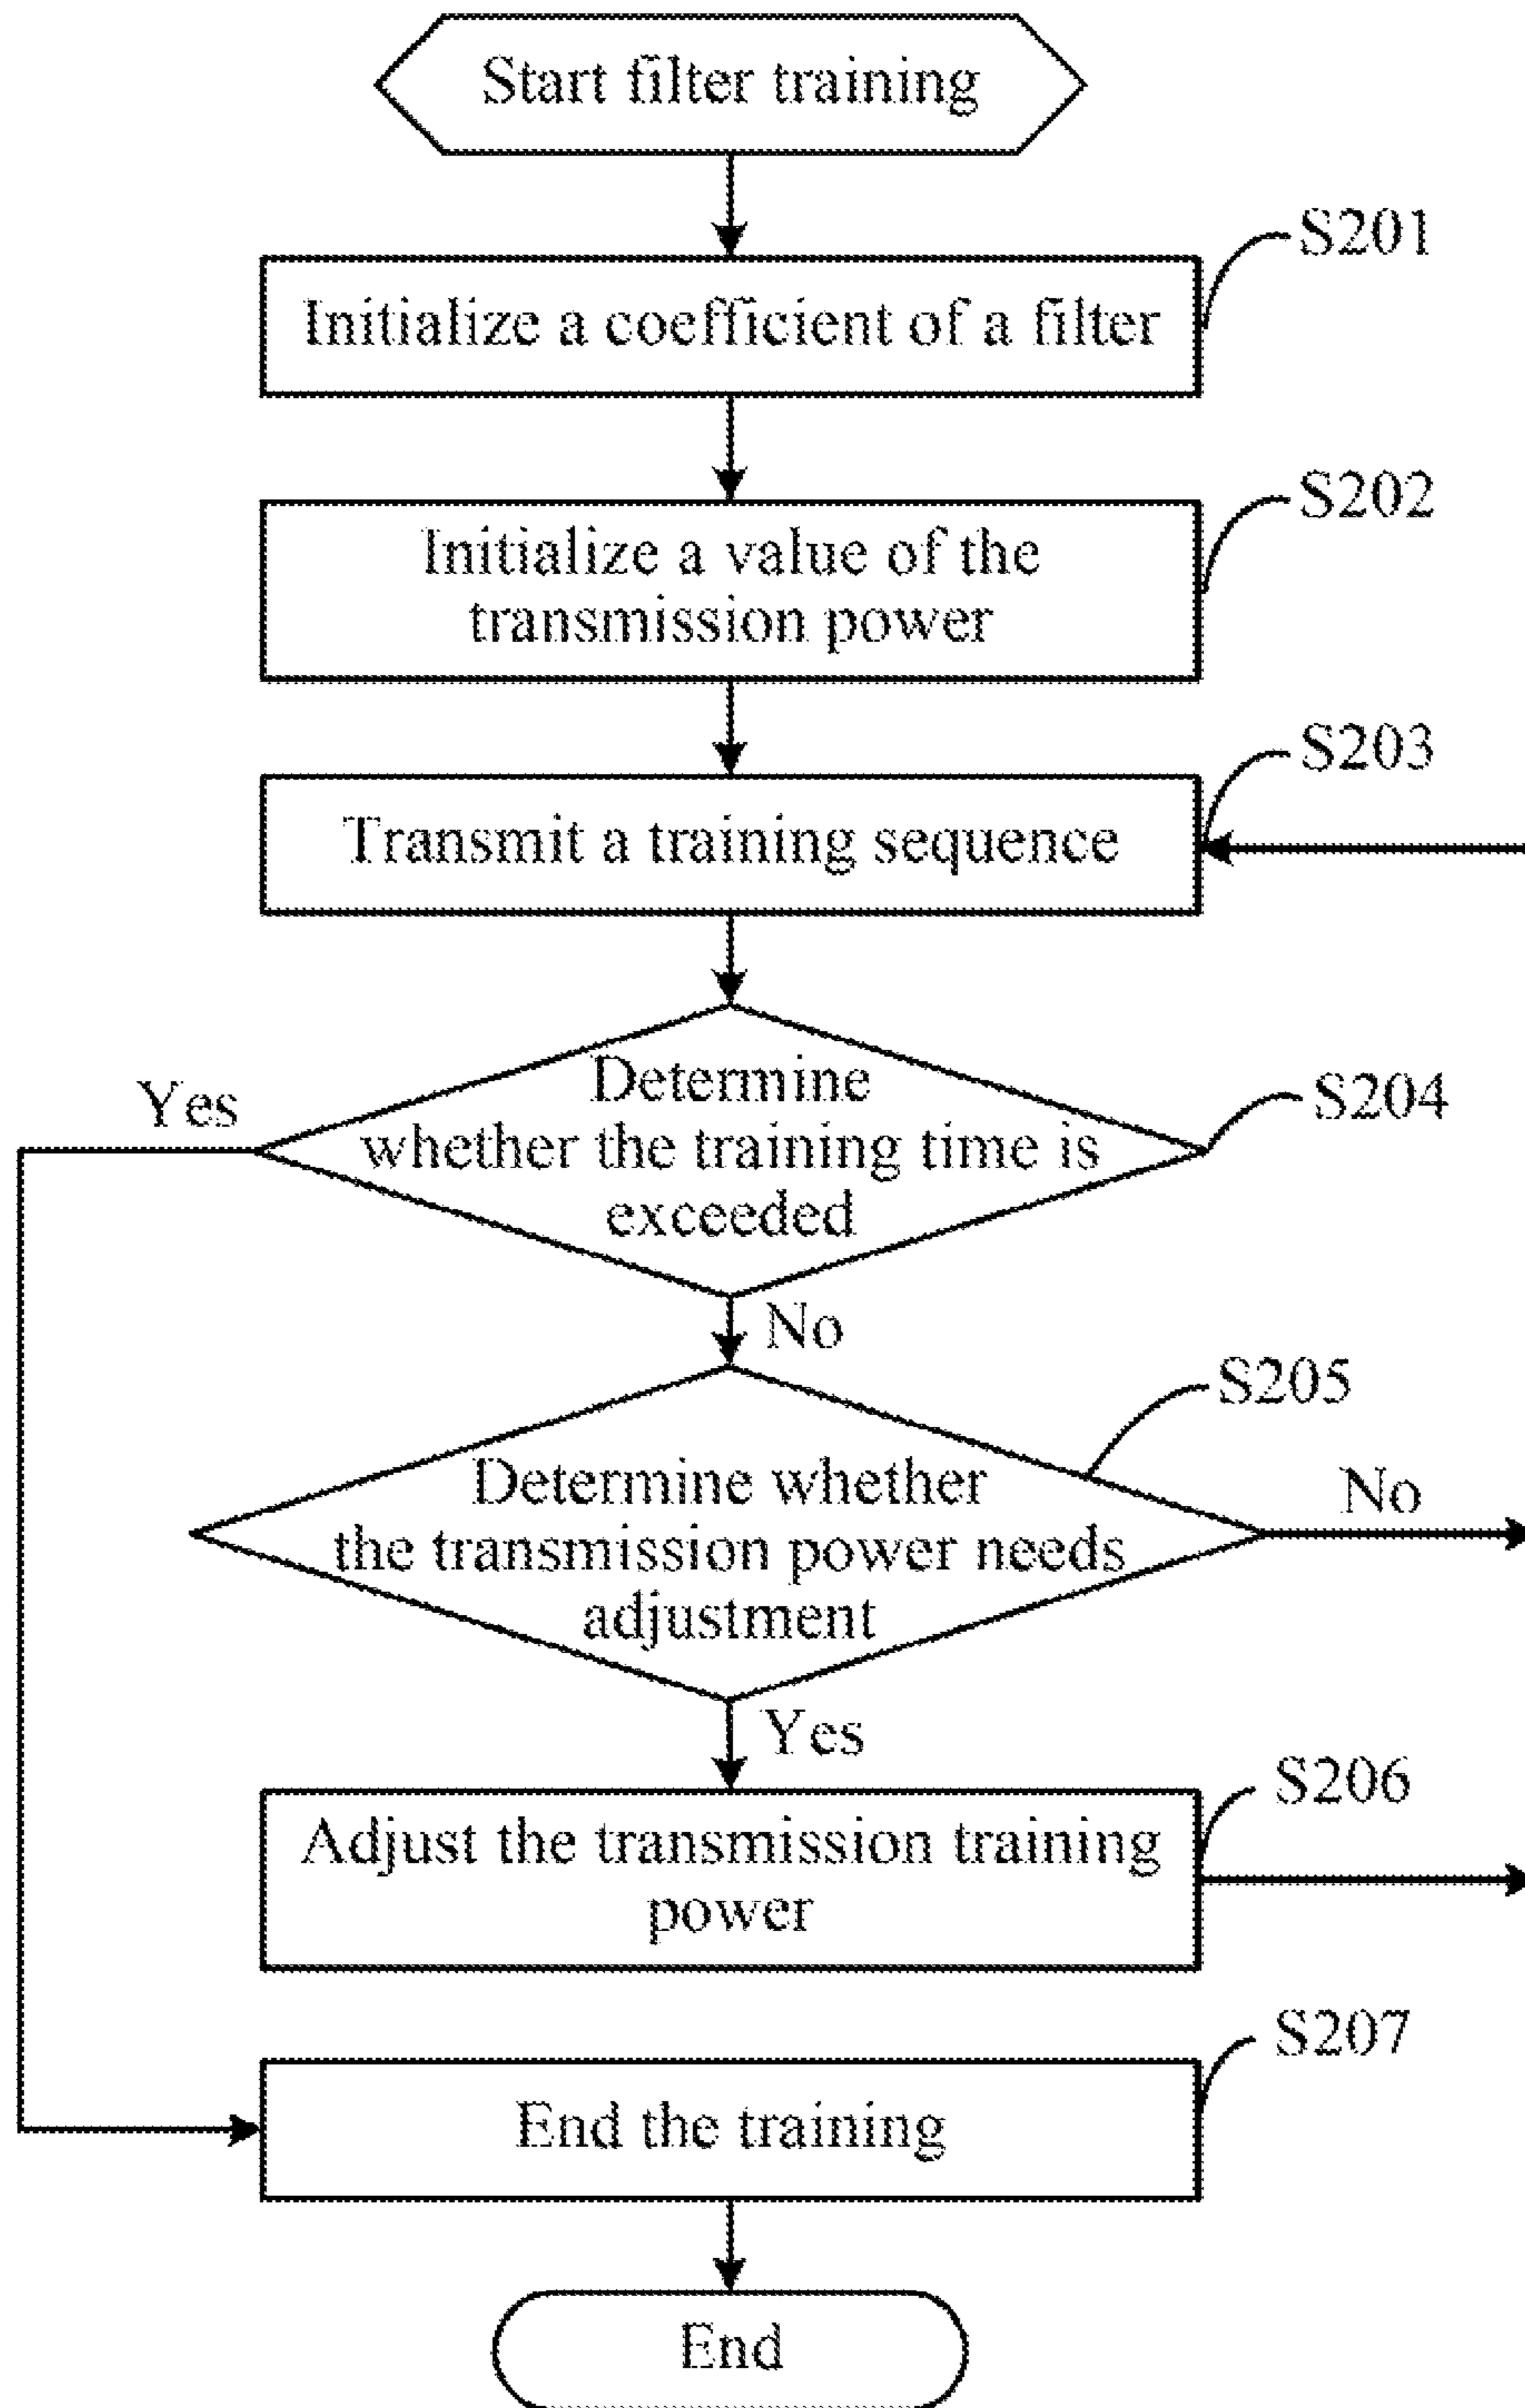 Start filter training
S201
Initialize a coefficient of a filter
S202
Initialize a value of the
transmission power
S203
Transmit a training sequence
Yes
Determine
whether the training time is
exceeded
S204
No
S205
Determine whether
the transmission power needs
adjustment
No
Yes
S206
Adjust the transmission training
power
S207
End the training
End